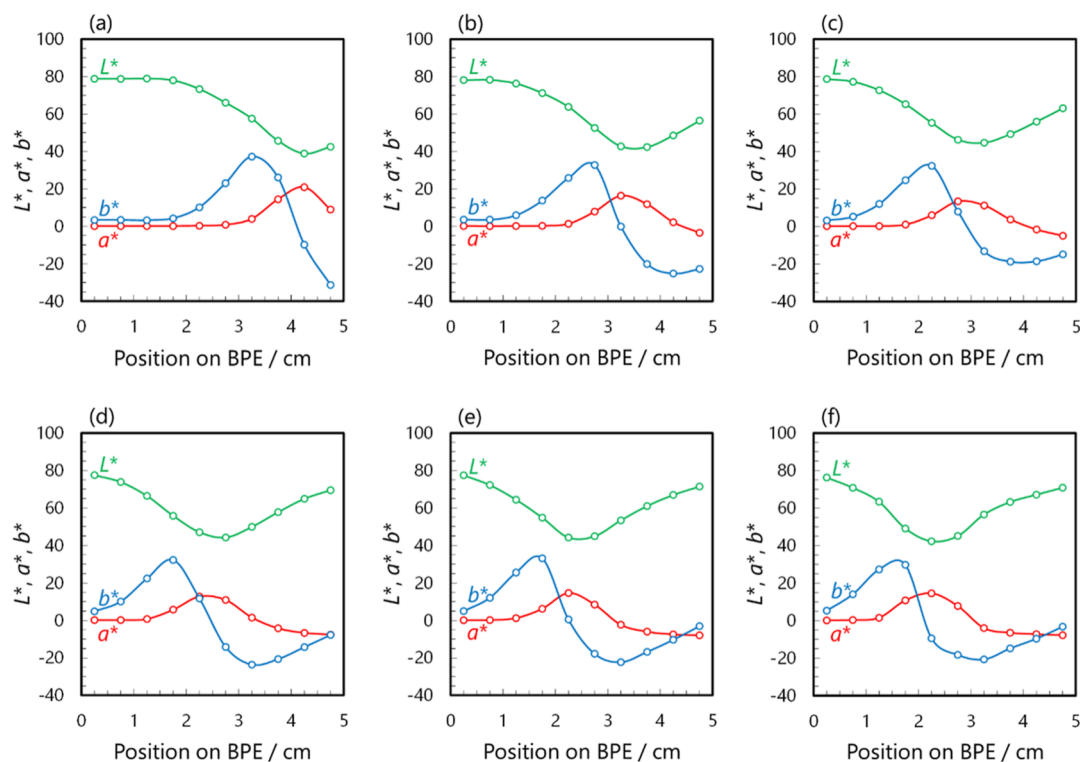 (a)
L*, a*, b*
100
80
60
40
20
0
-20
-40
L*
b*
a*
0 1 2 3 4 5
Position on BPE / cm
(b)
L*, a*, b*
100
80
60
40
20
0
-20
-40
L*
b*
a*
0 1 2 3 4 5
Position on BPE / cm
(c)
L*, a*, b*
100
80
60
40
20
0
-20
-40
L*
b*
a*
0 1 2 3 4 5
Position on BPE / cm
(d)
L*, a*, b*
100
80
60
40
20
0
-20
-40
L*
b*
a*
0 1 2 3 4 5
Position on BPE / cm
(e)
L*, a*, b*
100
80
60
40
20
0
-20
-40
L*
b*
a*
0 1 2 3 4 5
Position on BPE / cm
(f)
L*, a*, b*
100
80
60
40
20
0
-20
-40
L*
b*
a*
0 1 2 3 4 5
Position on BPE / cm